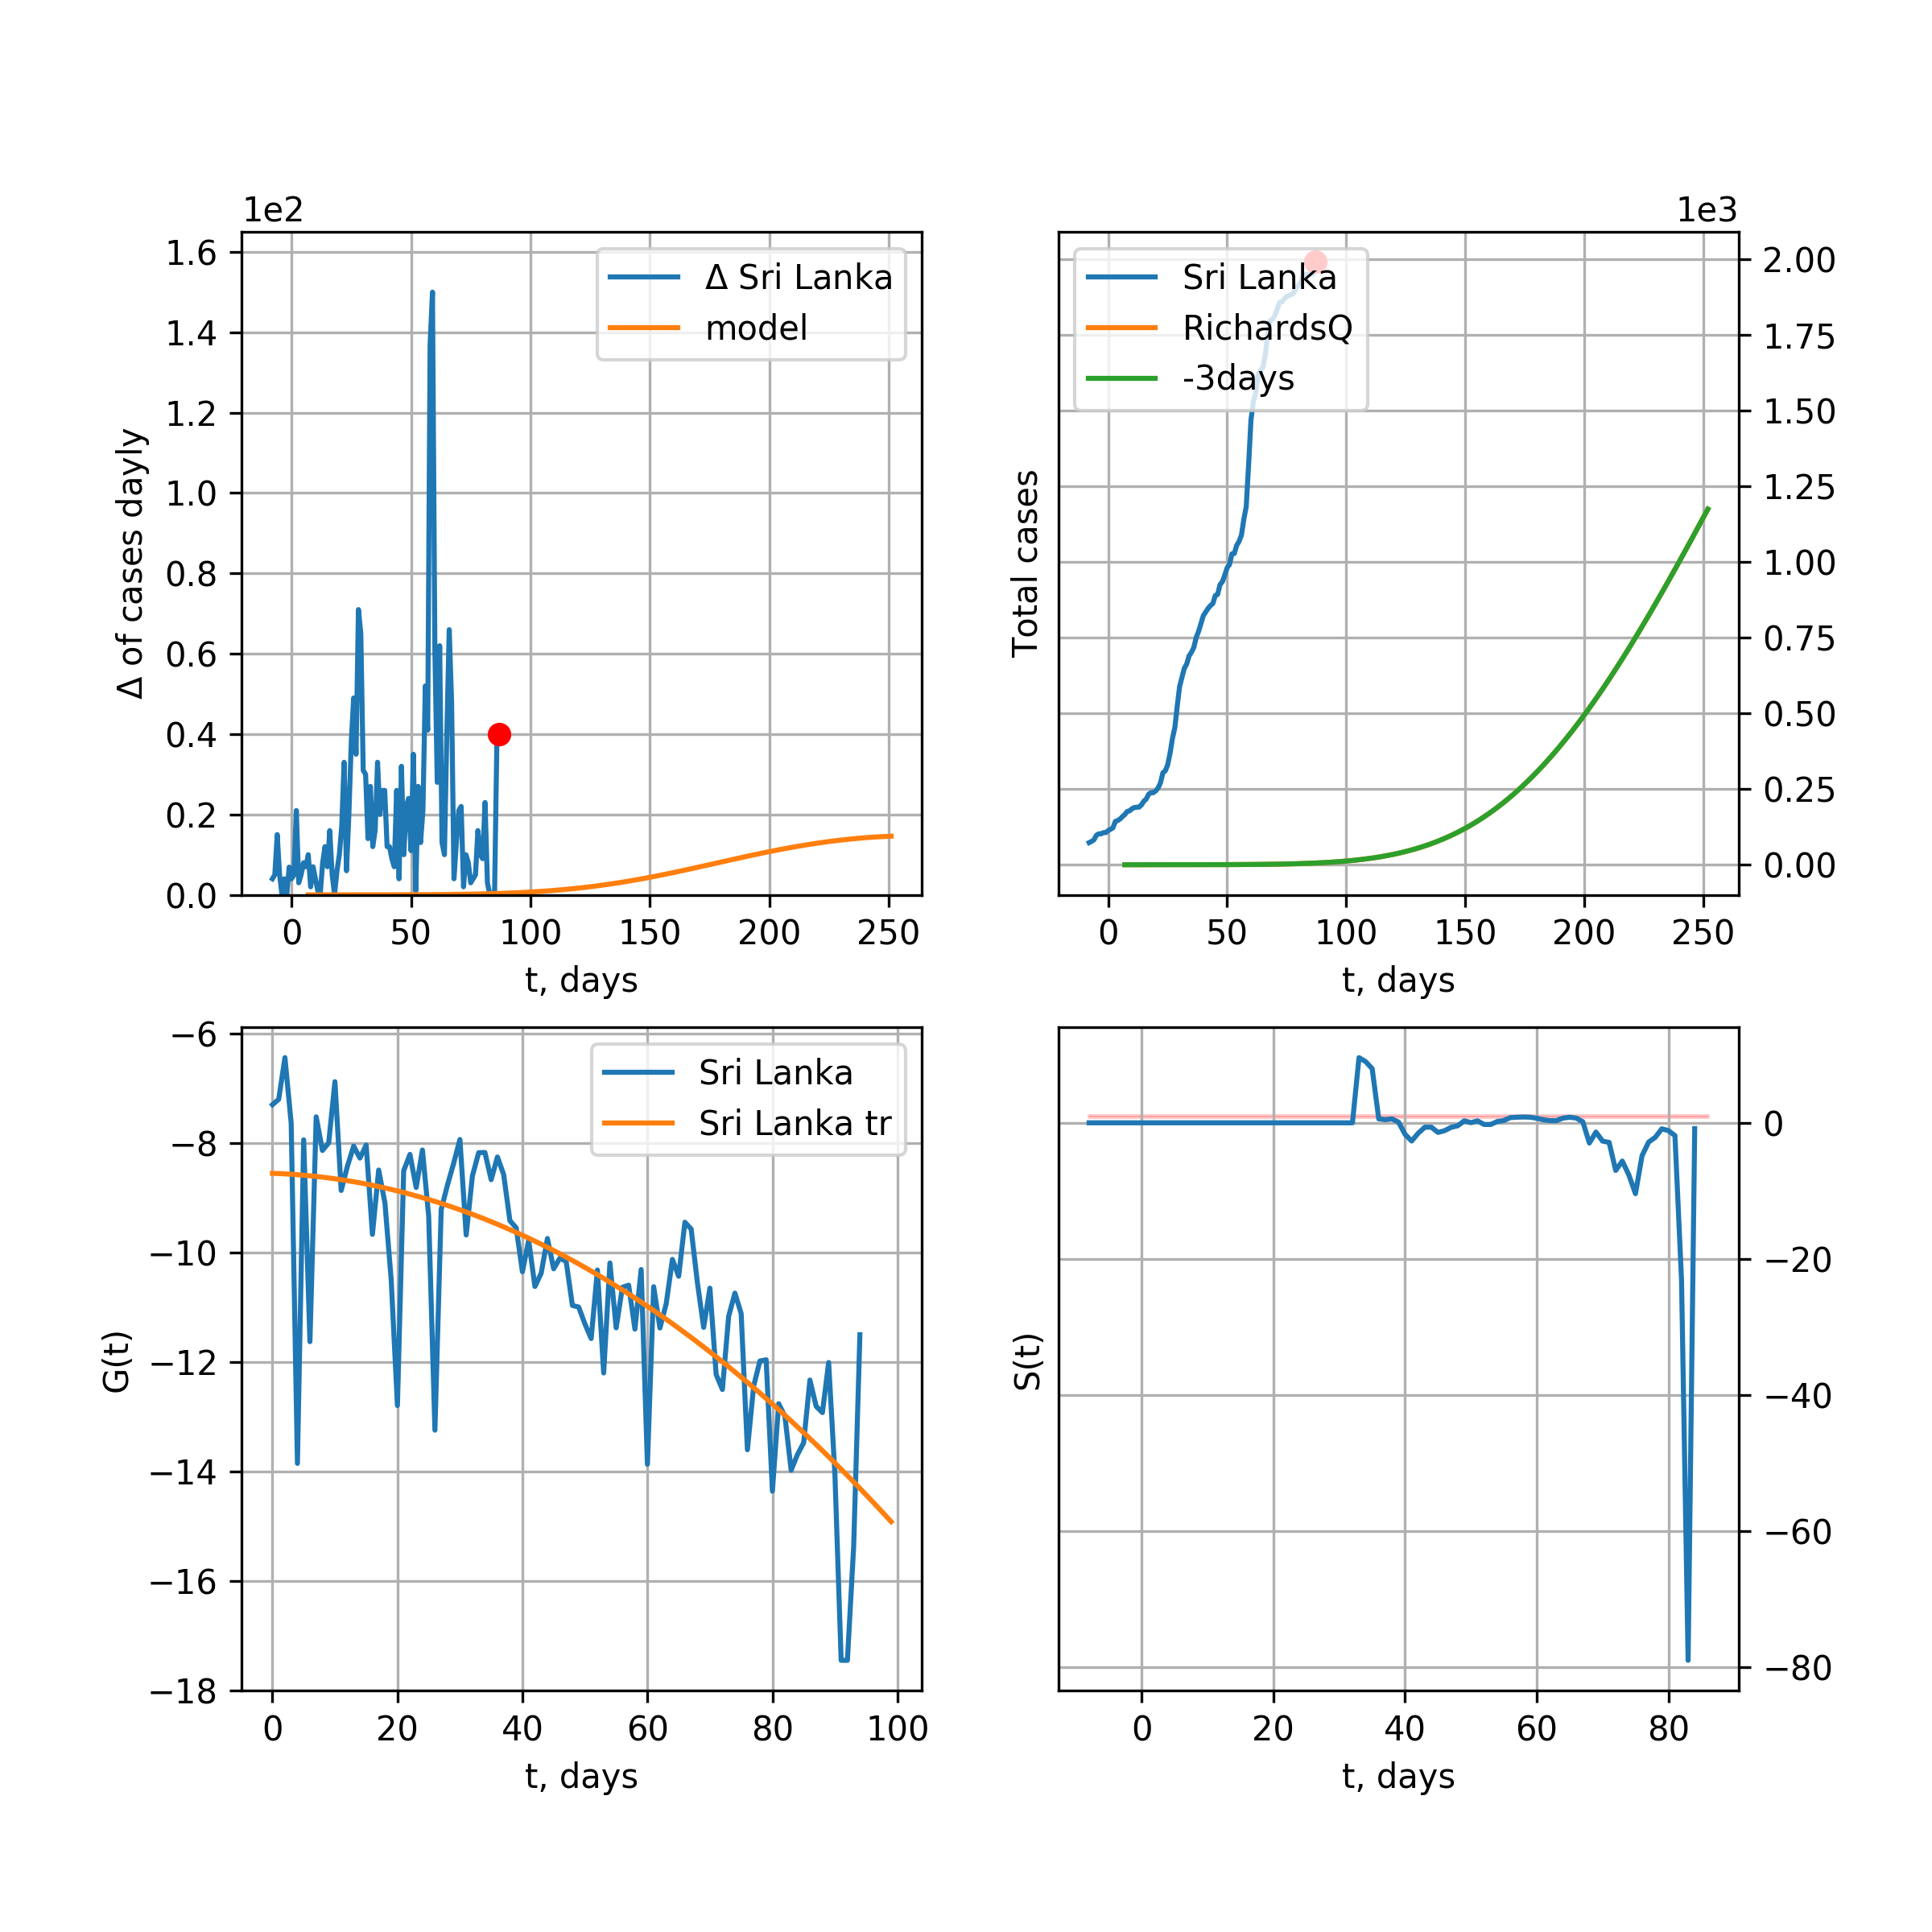 1e2
Δ of cases dayly
1.6
1.4
1.2
1.0
0.8
0.6
0.4
0.2
0.0
Δ Sri Lanka
model
0 50 100 150 200 250
t, days
1e3
Total cases
Sri Lanka
RichardsQ
-3days
2.00
1.75
1.50
1.25
1.00
0.75
0.50
0.25
0.00
0 50 100 150 200 250
t, days
G(t)
−6
−8
−10
−12
−14
−16
−18
Sri Lanka
Sri Lanka tr
0 20 40 60 80 100
t, days
S(t)
0
−20
−40
−60
−80
0 20 40 60 80
t, days